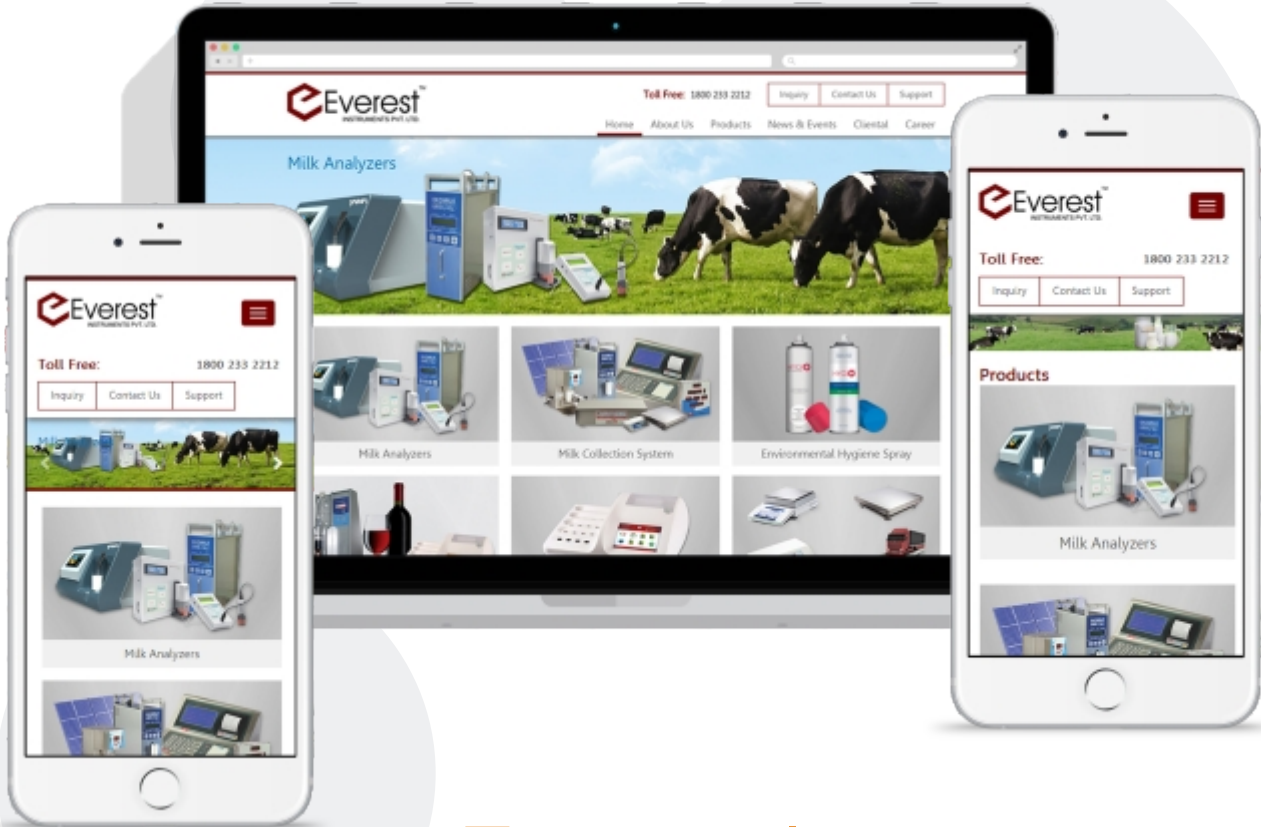 Everest™
INSTRUMENTS PVT. LTD.
Toll Free: 1800 233 2212
Inquiry
Contact Us
Support
Home
About Us
Products
News & Events
Cliental
Career
Milk Analyzers
Milk Analyzers
Milk Collection System
Environmental Hygiene Spray
Everest™
INSTRUMENTS PVT. LTD.
Toll Free: 1800 233 2212
Inquiry
Contact Us
Support
Milk Analyzers
Everest™
INSTRUMENTS PVT. LTD.
Toll Free: 1800 233 2212
Inquiry
Contact Us
Support
Products
Milk Analyzers